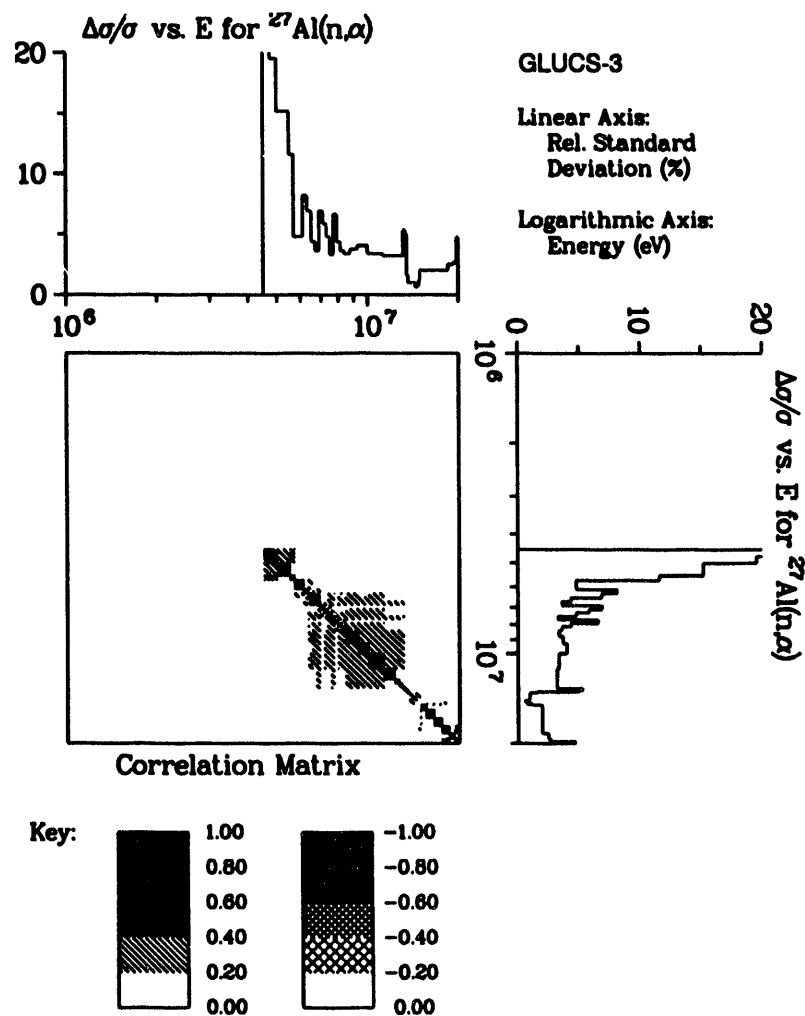 Δσ/σ vs. E for ²⁷Al(n,α)
GLUCS-3
Linear Axis:
Rel. Standard
Deviation (%)
Logarithmic Axis:
Energy (eV)
20
10
0
10⁶
10⁷
0
10
20
10⁶
10⁷
Δσ/σ vs. E for ²⁷Al(n,α)
Correlation Matrix
Key:
1.00
0.80
0.60
0.40
0.20
0.00
-1.00
-0.80
-0.60
-0.40
-0.20
0.00